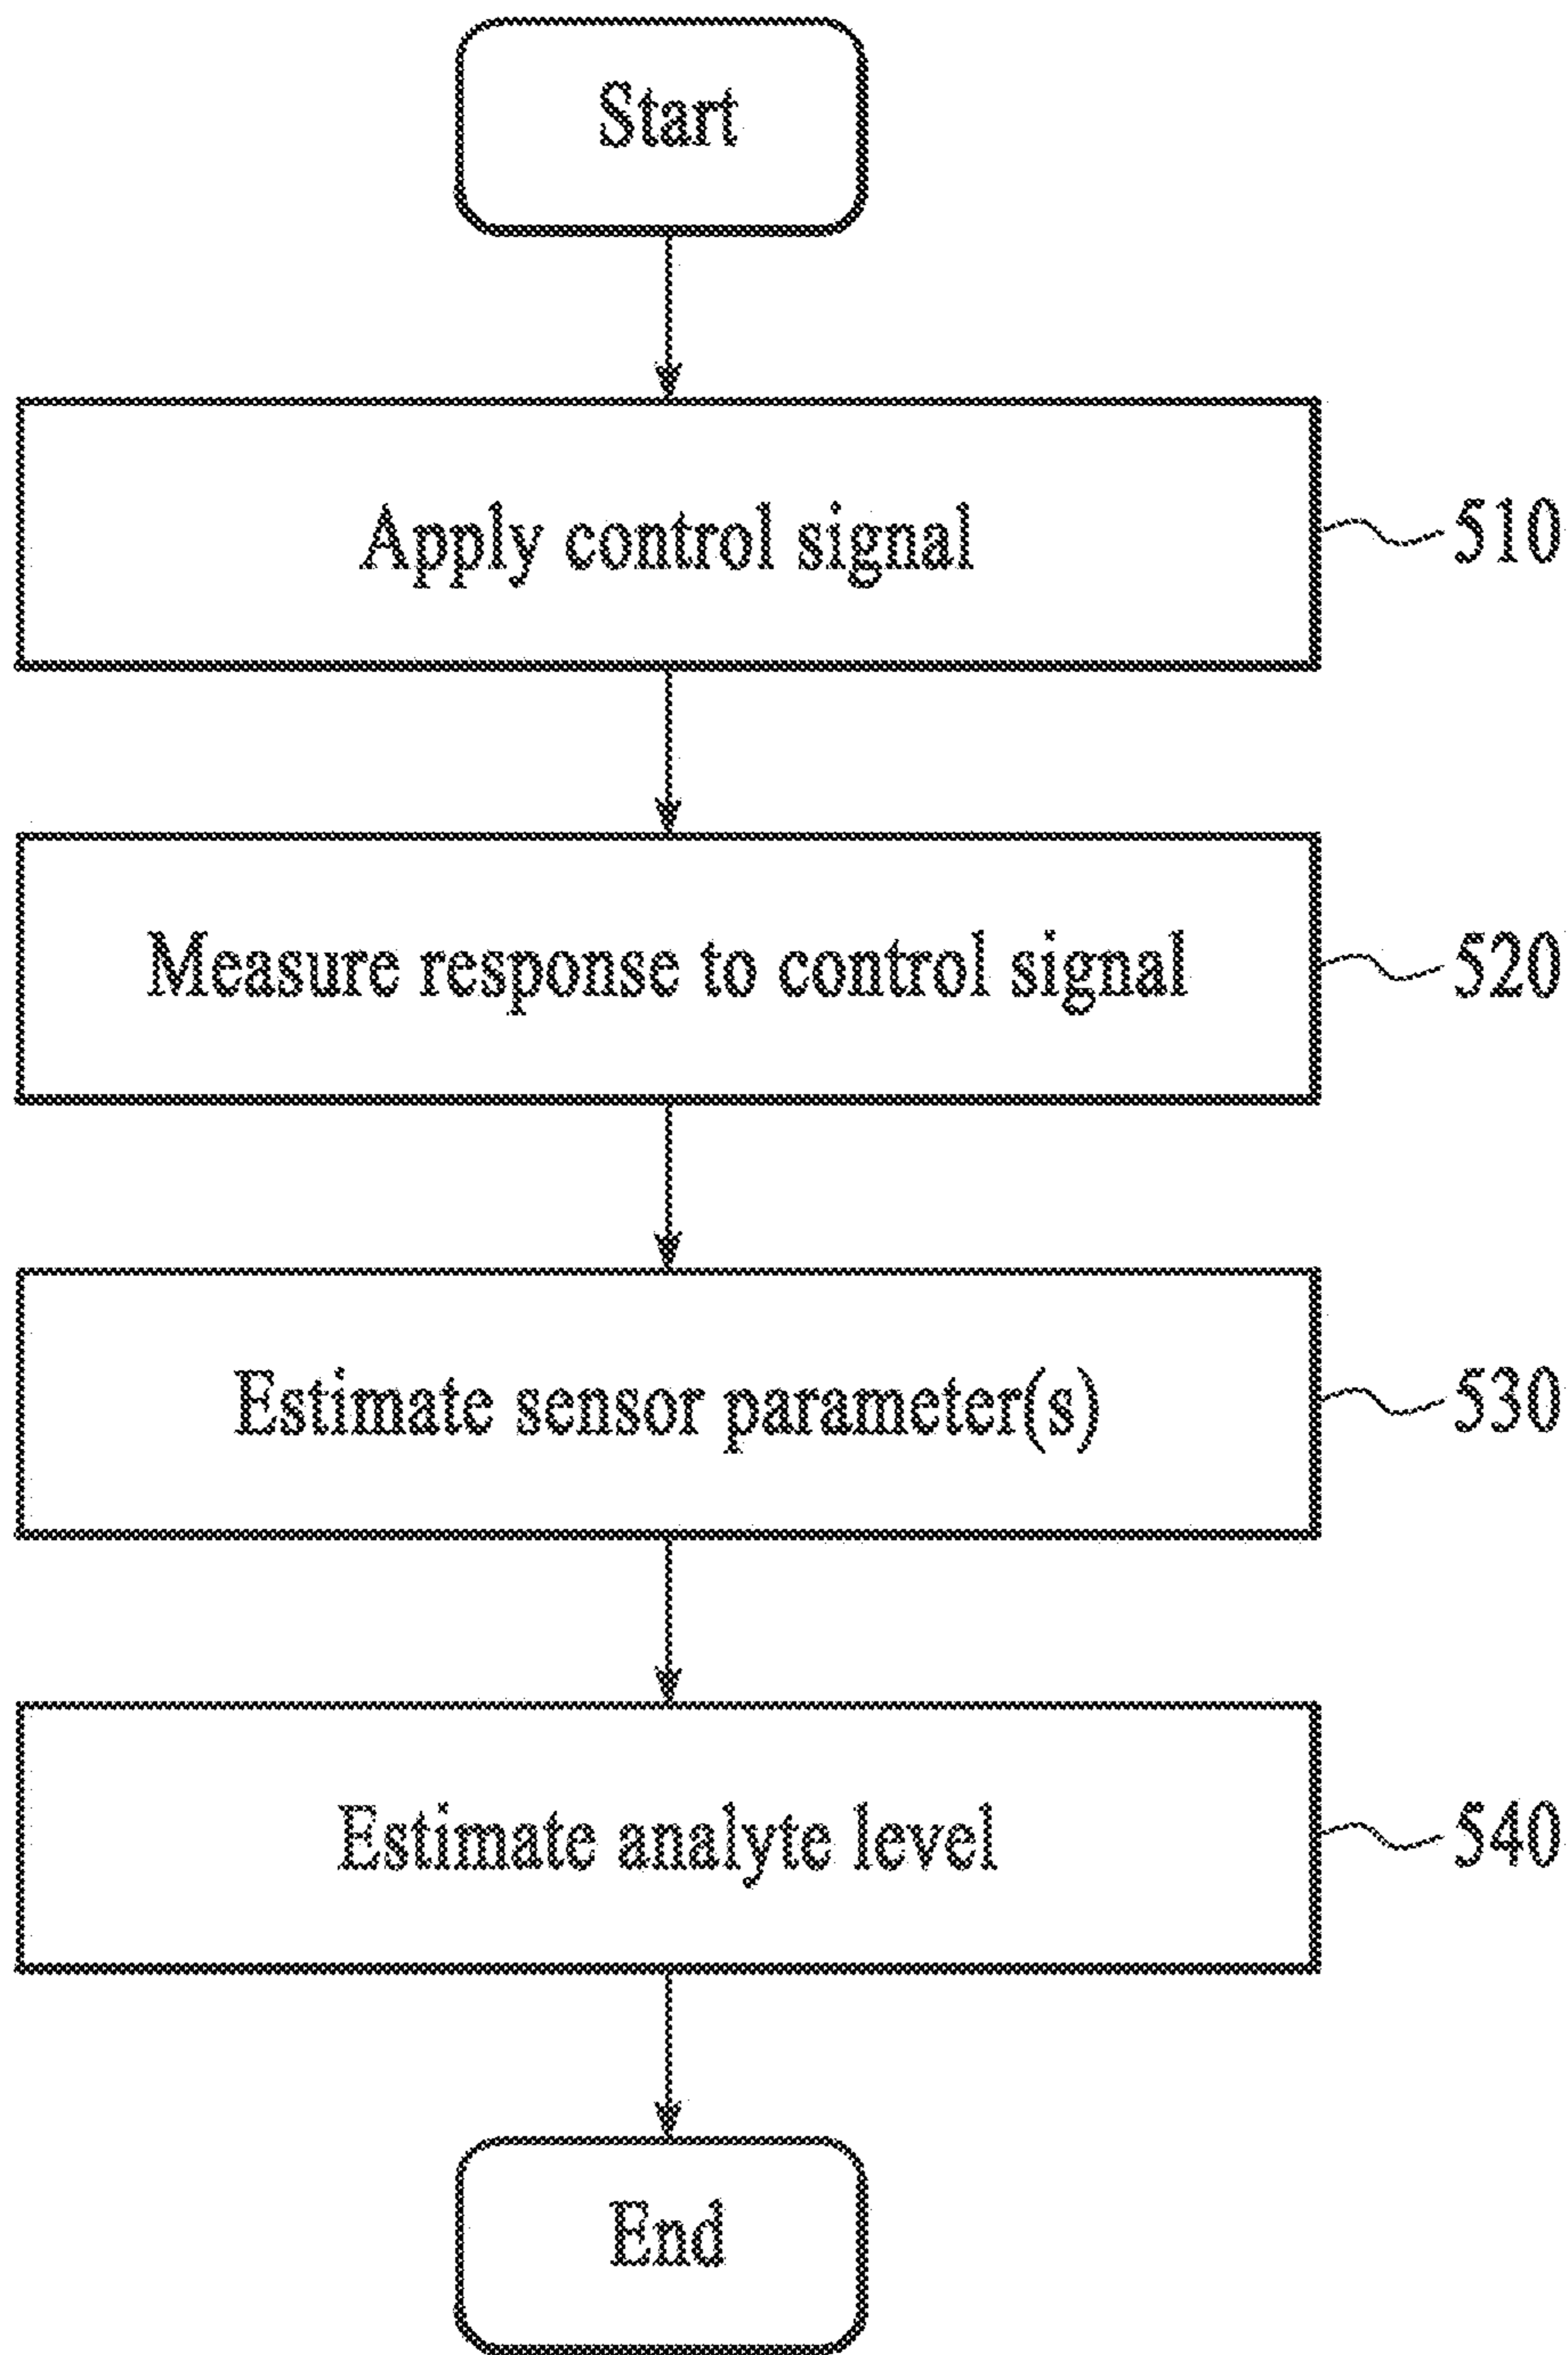 Start
Apply control signal
510
Measure response to control signal
520
Estimate sensor parameter(s)
530
Estimate analyte level
540
End